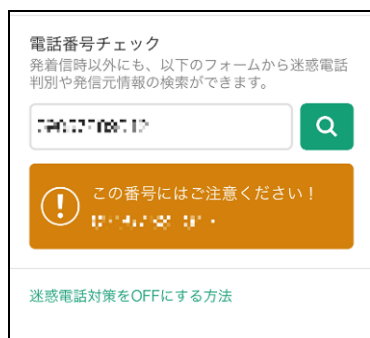 電話番号チェック
発着信時以外にも、以下のフォームから迷惑電話
判別や発信元情報の検索ができます。
この番号にはご注意ください！
迷惑電話対策をOFFにする方法